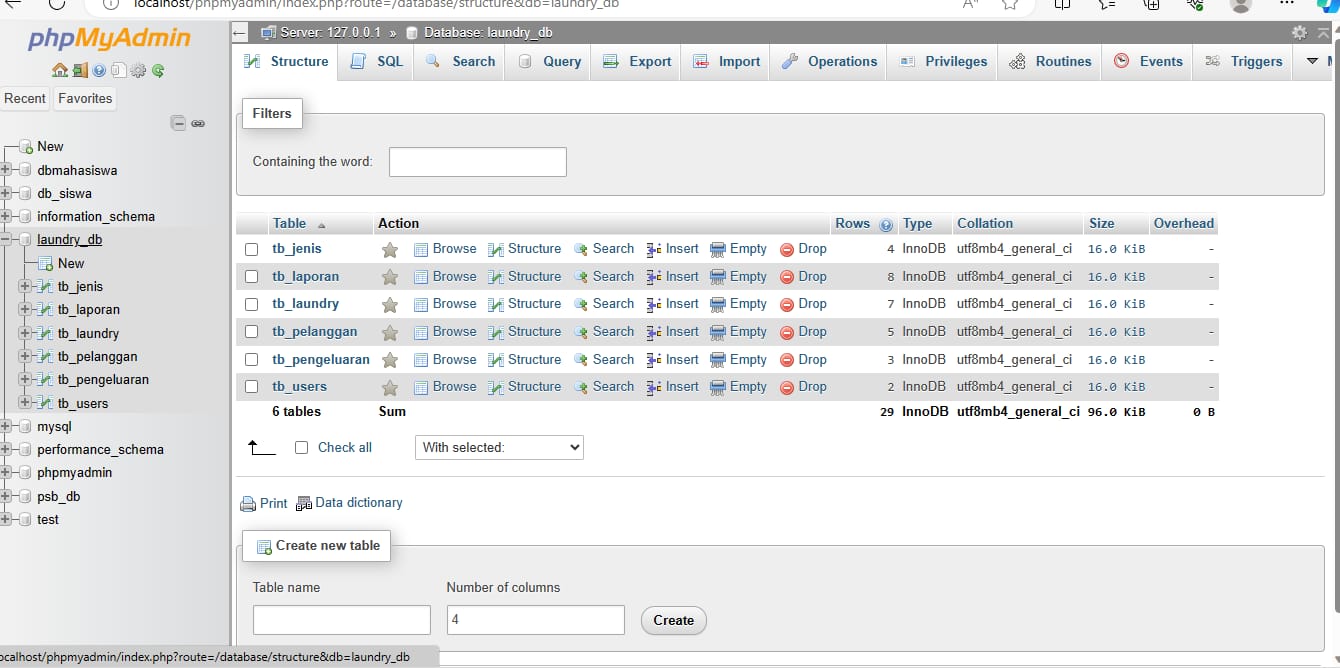 localhost/phpmyadmin/index.php?route=/database/structure&db=laundry_db
phpMyAdmin
Recent Favorites
New
dbmahasiswa
db_siswa
information_schema
laundry_db
New
tb_jenis
tb_laporan
tb_laundry
tb_pelanggan
tb_pengeluaran
tb_users
mysql
performance_schema
phpmyadmin
psb_db
test
Server: 127.0.0.1 » Database: laundry_db
Structure SQL Search Query Export Import Operations Privileges Routines Events Triggers
Filters
Containing the word:
Table Action Rows Type Collation Size Overhead
tb_jenis Browse Structure Search Insert Empty Drop 4 InnoDB utf8mb4_general_ci 16.0 KiB -
tb_laporan Browse Structure Search Insert Empty Drop 8 InnoDB utf8mb4_general_ci 16.0 KiB -
tb_laundry Browse Structure Search Insert Empty Drop 7 InnoDB utf8mb4_general_ci 16.0 KiB -
tb_pelanggan Browse Structure Search Insert Empty Drop 5 InnoDB utf8mb4_general_ci 16.0 KiB -
tb_pengeluaran Browse Structure Search Insert Empty Drop 3 InnoDB utf8mb4_general_ci 16.0 KiB -
tb_users Browse Structure Search Insert Empty Drop 2 InnoDB utf8mb4_general_ci 16.0 KiB -
6 tables Sum 29 InnoDB utf8mb4_general_ci 96.0 KiB 0 B
Check all With selected:
Print Data dictionary
Create new table
Table name Number of columns
4 Create
ocalhost/phpmyadmin/index.php?route=/database/structure&db=laundry_db